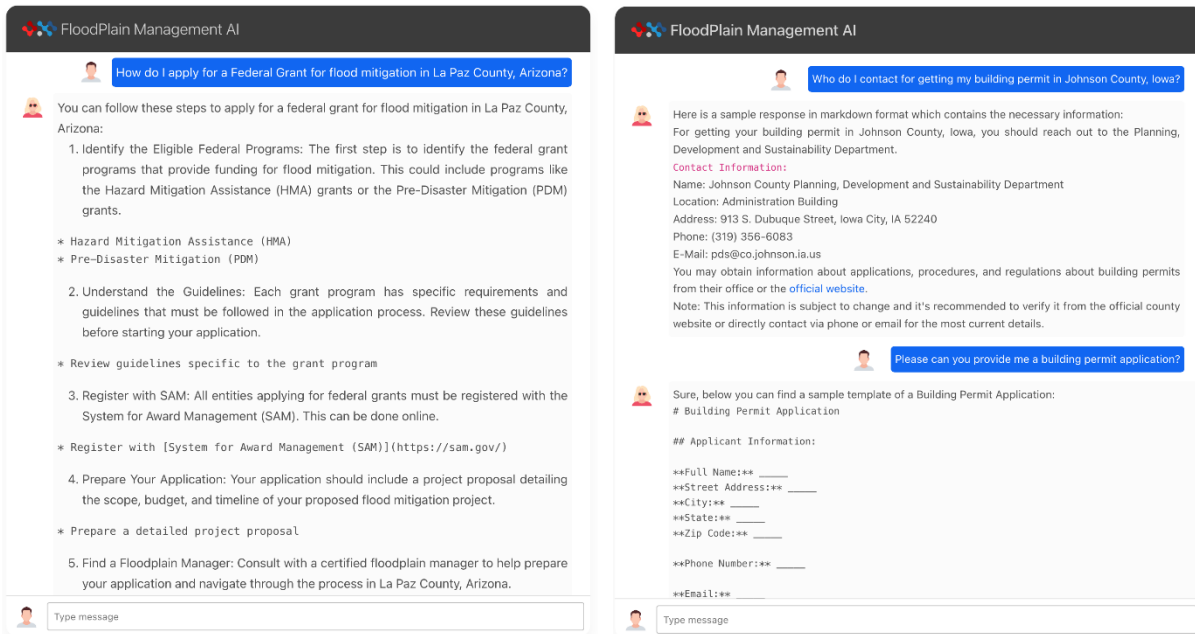 FloodPlain Management AI
How do I apply for a Federal Grant for flood mitigation in La Paz County, Arizona?
You can follow these steps to apply for a federal grant for flood mitigation in La Paz County,
Arizona:
1. Identify the Eligible Federal Programs: The first step is to identify the federal grant
programs that provide funding for flood mitigation. This could include programs like
the Hazard Mitigation Assistance (HMA) grants or the Pre-Disaster Mitigation (PDM)
grants.
* Hazard Mitigation Assistance (HMA)
* Pre-Disaster Mitigation (PDM)
2. Understand the Guidelines: Each grant program has specific requirements and
guidelines that must be followed in the application process. Review these guidelines
before starting your application.
* Review guidelines specific to the grant program
3. Register with SAM: All entities applying for federal grants must be registered with the
System for Award Management (SAM). This can be done online.
* Register with [System for Award Management (SAM)](https://sam.gov/)
4. Prepare Your Application: Your application should include a project proposal detailing
the scope, budget, and timeline of your proposed flood mitigation project.
* Prepare a detailed project proposal
5. Find a Floodplain Manager: Consult with a certified floodplain manager to help prepare
your application and navigate through the process in La Paz County, Arizona.
Type message
FloodPlain Management AI
Who do I contact for getting my building permit in Johnson County, Iowa?
Here is a sample response in markdown format which contains the necessary information:
For getting your building permit in Johnson County, Iowa, you should reach out to the Planning,
Development and Sustainability Department.
Contact Information:
Name: Johnson County Planning, Development and Sustainability Department
Location: Administration Building
Address: 913 S. Dubuque Street, Iowa City, IA 52240
Phone: (319) 356-6083
E-Mail: pds@co.johnson.ia.us
You may obtain information about applications, procedures, and regulations about building permits
from their office or the official website.
Note: This information is subject to change and it's recommended to verify it from the official county
website or directly contact via phone or email for the most current details.
Please can you provide me a building permit application?
Sure, below you can find a sample template of a Building Permit Application:
# Building Permit Application
## Applicant Information:
**Full Name:** _____
**Street Address:** _____
**City:** _____
**State:** _____
**Zip Code:** _____
**Phone Number:** _____
**Email:** _____
Type message